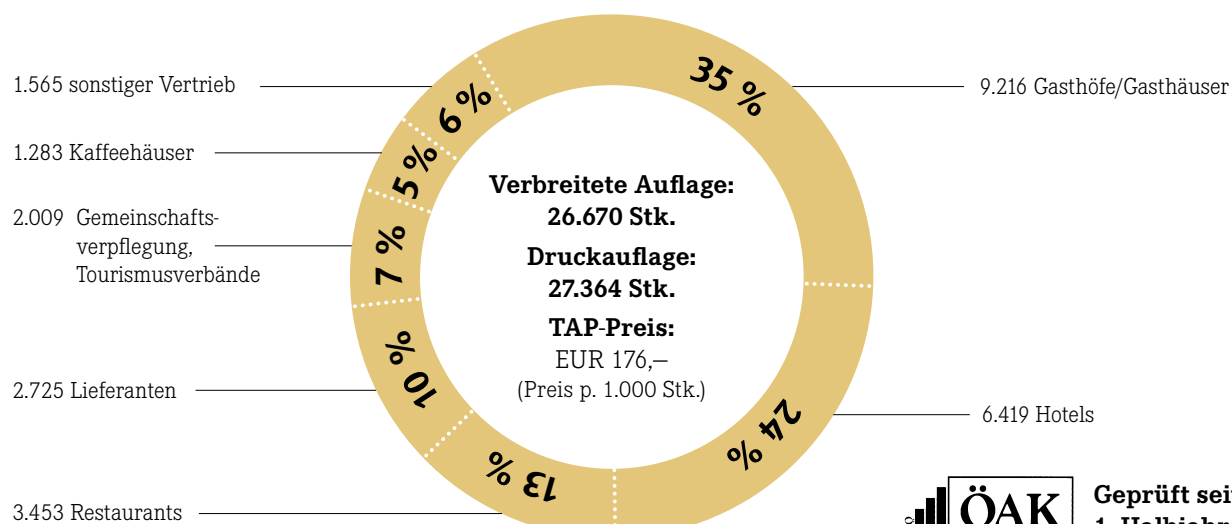 35 %
9.216 Gasthöfe/Gasthäuser
24 %
6.419 Hotels
13 %
3.453 Restaurants
10 %
2.725 Lieferanten
7 %
2.009 Gemeinschafts-
verpflegung,
Tourismusverbände
5 %
1.283 Kaffeehäuser
6 %
1.565 sonstiger Vertrieb
Verbreitete Auflage:
26.670 Stk.
Druckauflage:
27.364 Stk.
TAP-Preis:
EUR 176,–
(Preis p. 1.000 Stk.)
ÖAK
Geprüft
1.